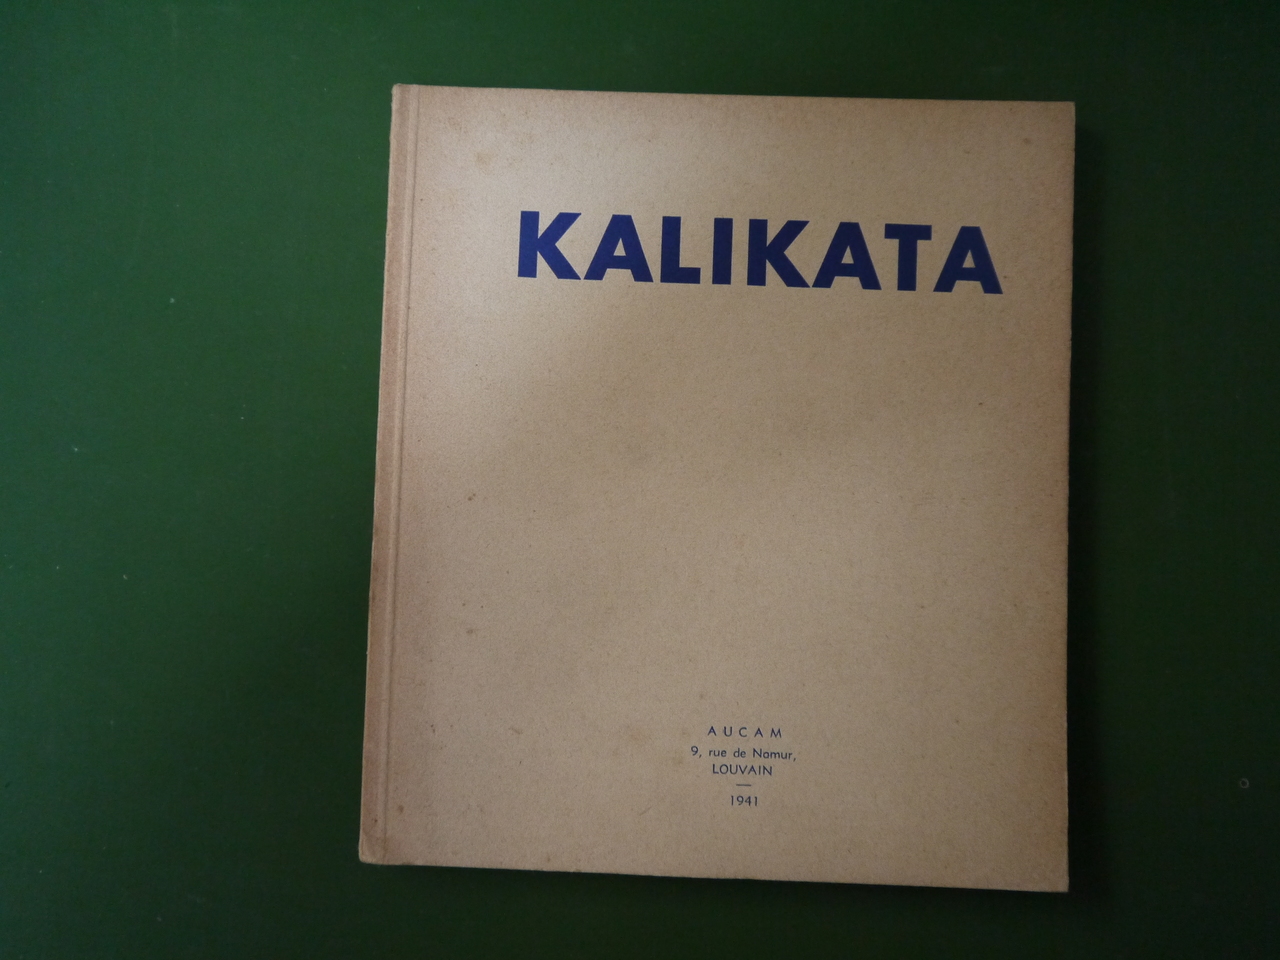 KALIKATA
AUCAM
9, rue de Namur,
LOUVAIN
—
1941